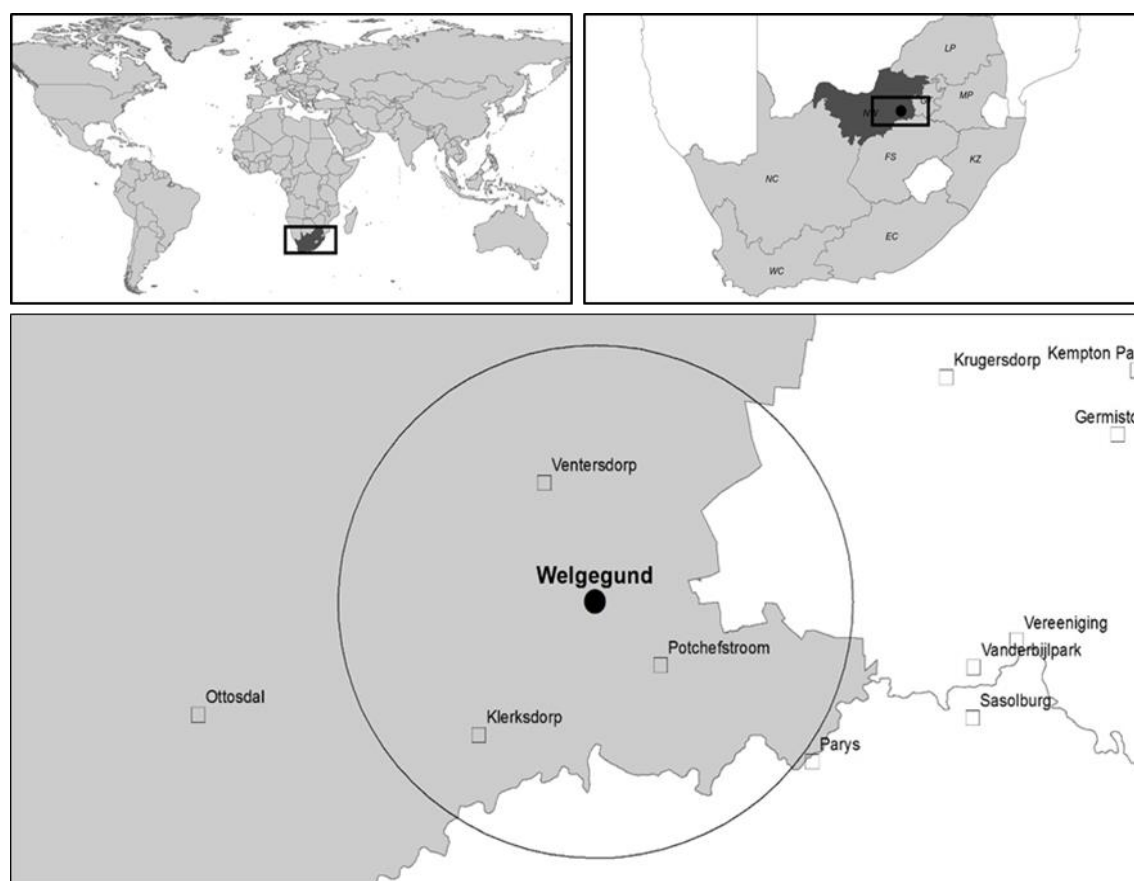 LP
MP
NW
FS
KZ
NC
EC
WC
Krugersdorp
Kempton Pa
Germisto
Ventersdorp
Welgegund
Vereeniging
Potchefstroom
Vanderbijlpark
Ottosdal
Klerksdorp
Sasolburg
Parys